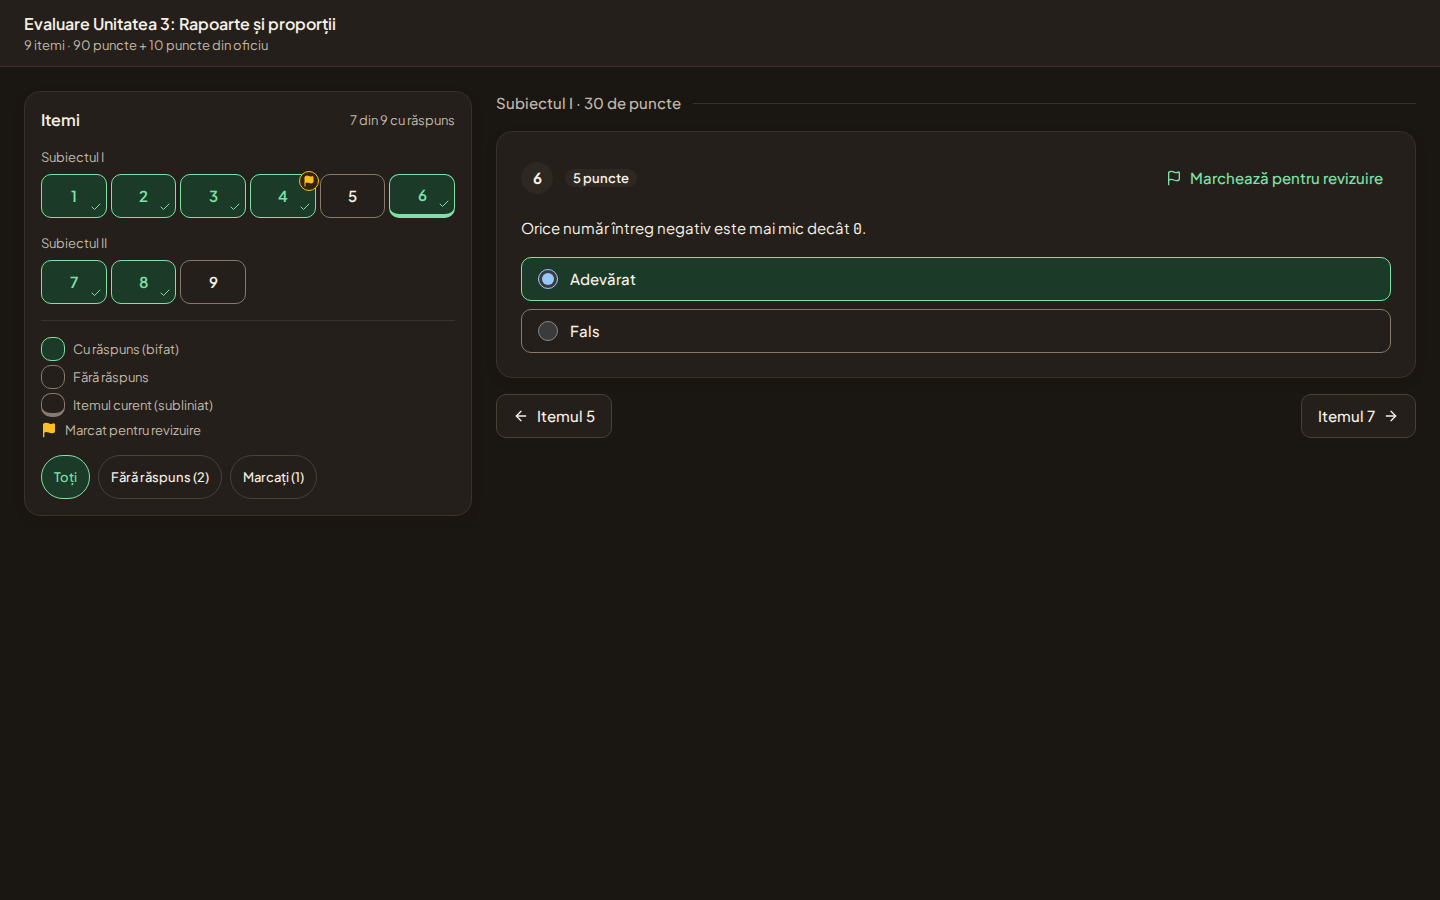 Evaluare Unitatea 3: Rapoarte și proporții
9 itemi · 90 puncte + 10 puncte din oficiu
Itemi
7 din 9 cu răspuns
Subiectul I
1 2 3 4 5 6
Subiectul II
7 8 9
Cu răspuns (bifat)
Fără răspuns
Itemul curent (subliniat)
Marcat pentru revizuire
Toți Fără răspuns (2) Marcați (1)
Subiectul I · 30 de puncte
6 5 puncte Marchează pentru revizuire
Orice număr întreg negativ este mai mic decât 0.
Adevărat
Fals
Itemul 5
Itemul 7